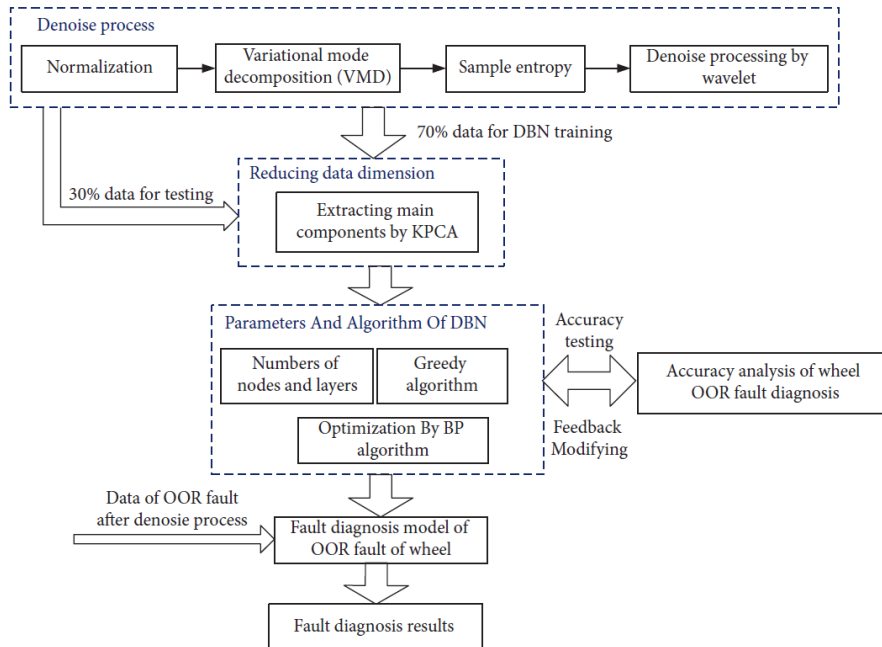 Denoise process
Normalization
Variational mode
decomposition (VMD)
Sample entropy
Denoise processing by
wavelet
70% data for DBN training
Reducing data dimension
30% data for testing
Extracting main
components by KPCA
Parameters And Algorithm Of DBN
Numbers of
nodes and layers
Greedy
algorithm
Optimization By BP
algorithm
Accuracy
testing
Feedback
Modifying
Accuracy analysis of wheel
OOR fault diagnosis
Data of OOR fault
after denosie process
Fault diagnosis model of
OOR fault of wheel
Fault diagnosis results